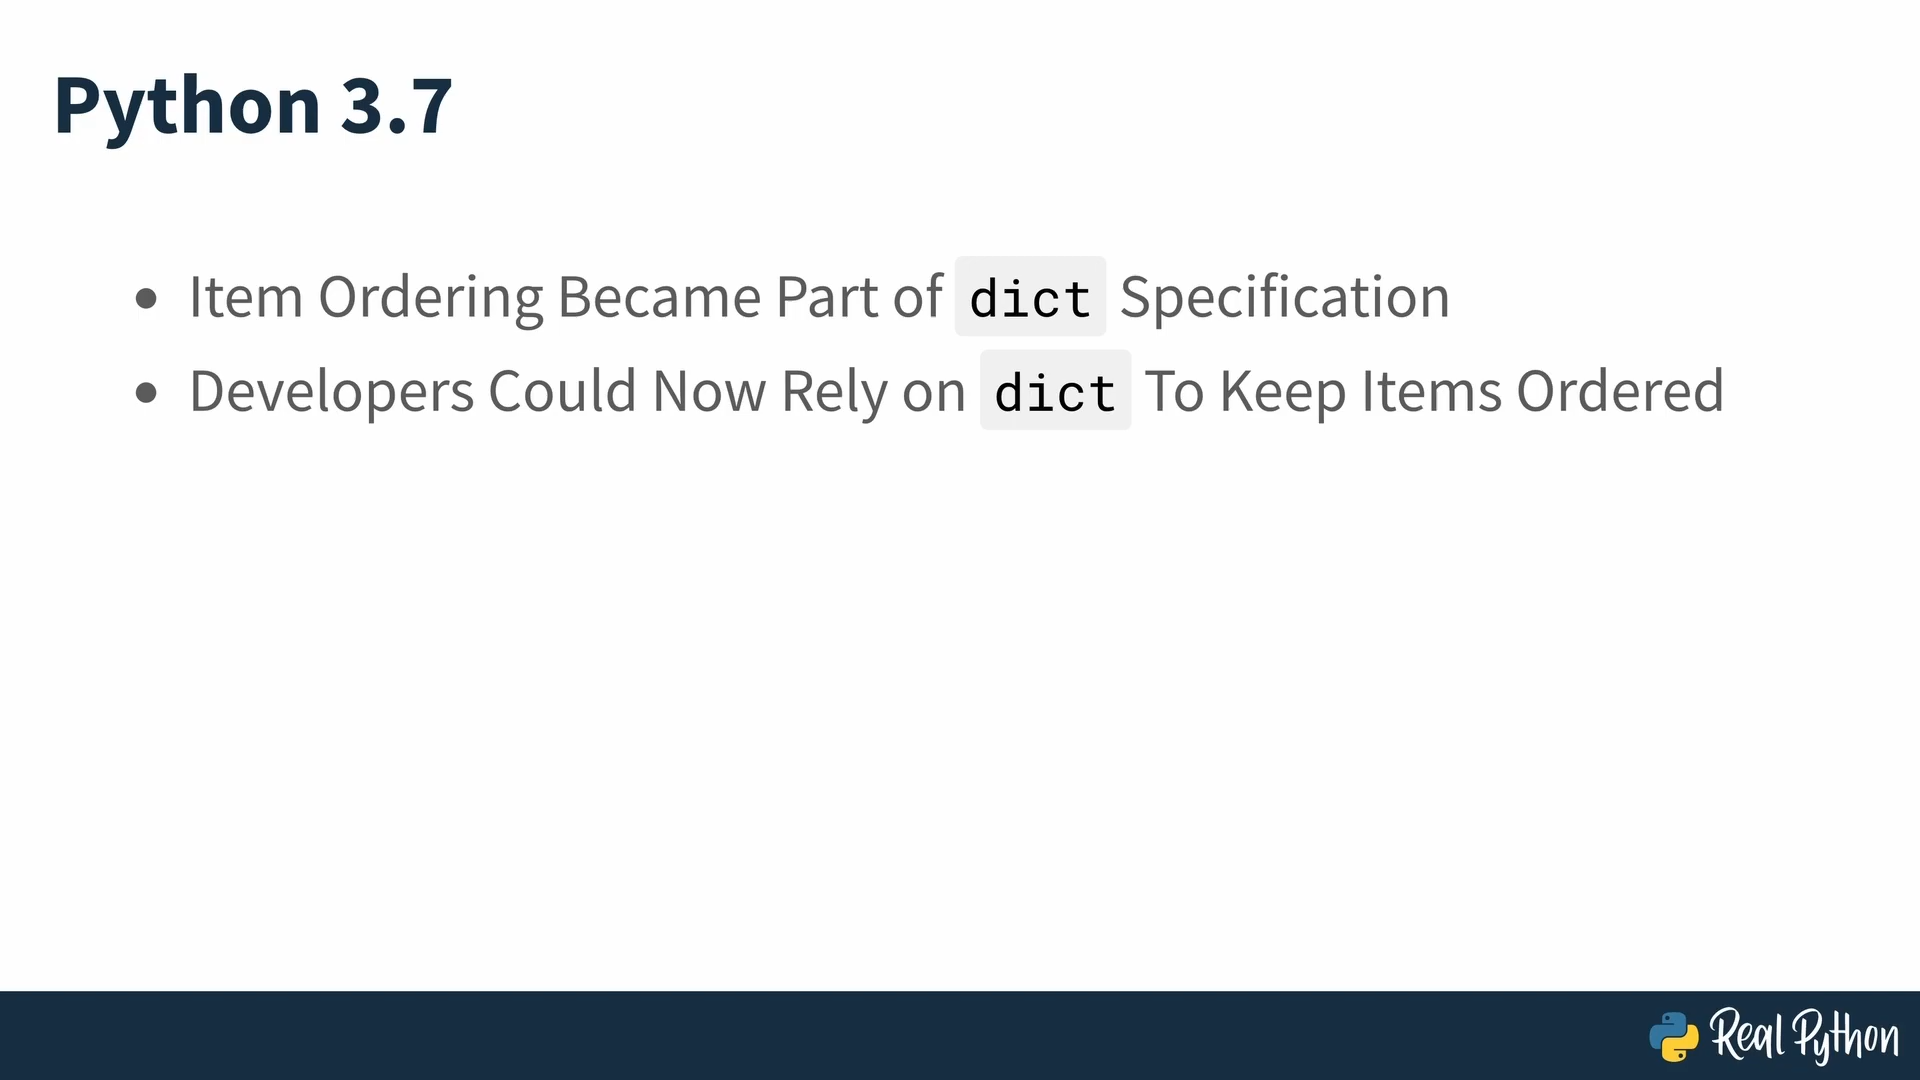 Python 3.7
• Item Ordering Became Part of dict Specification
• Developers Could Now Rely on dict To Keep Items Ordered
Real Python